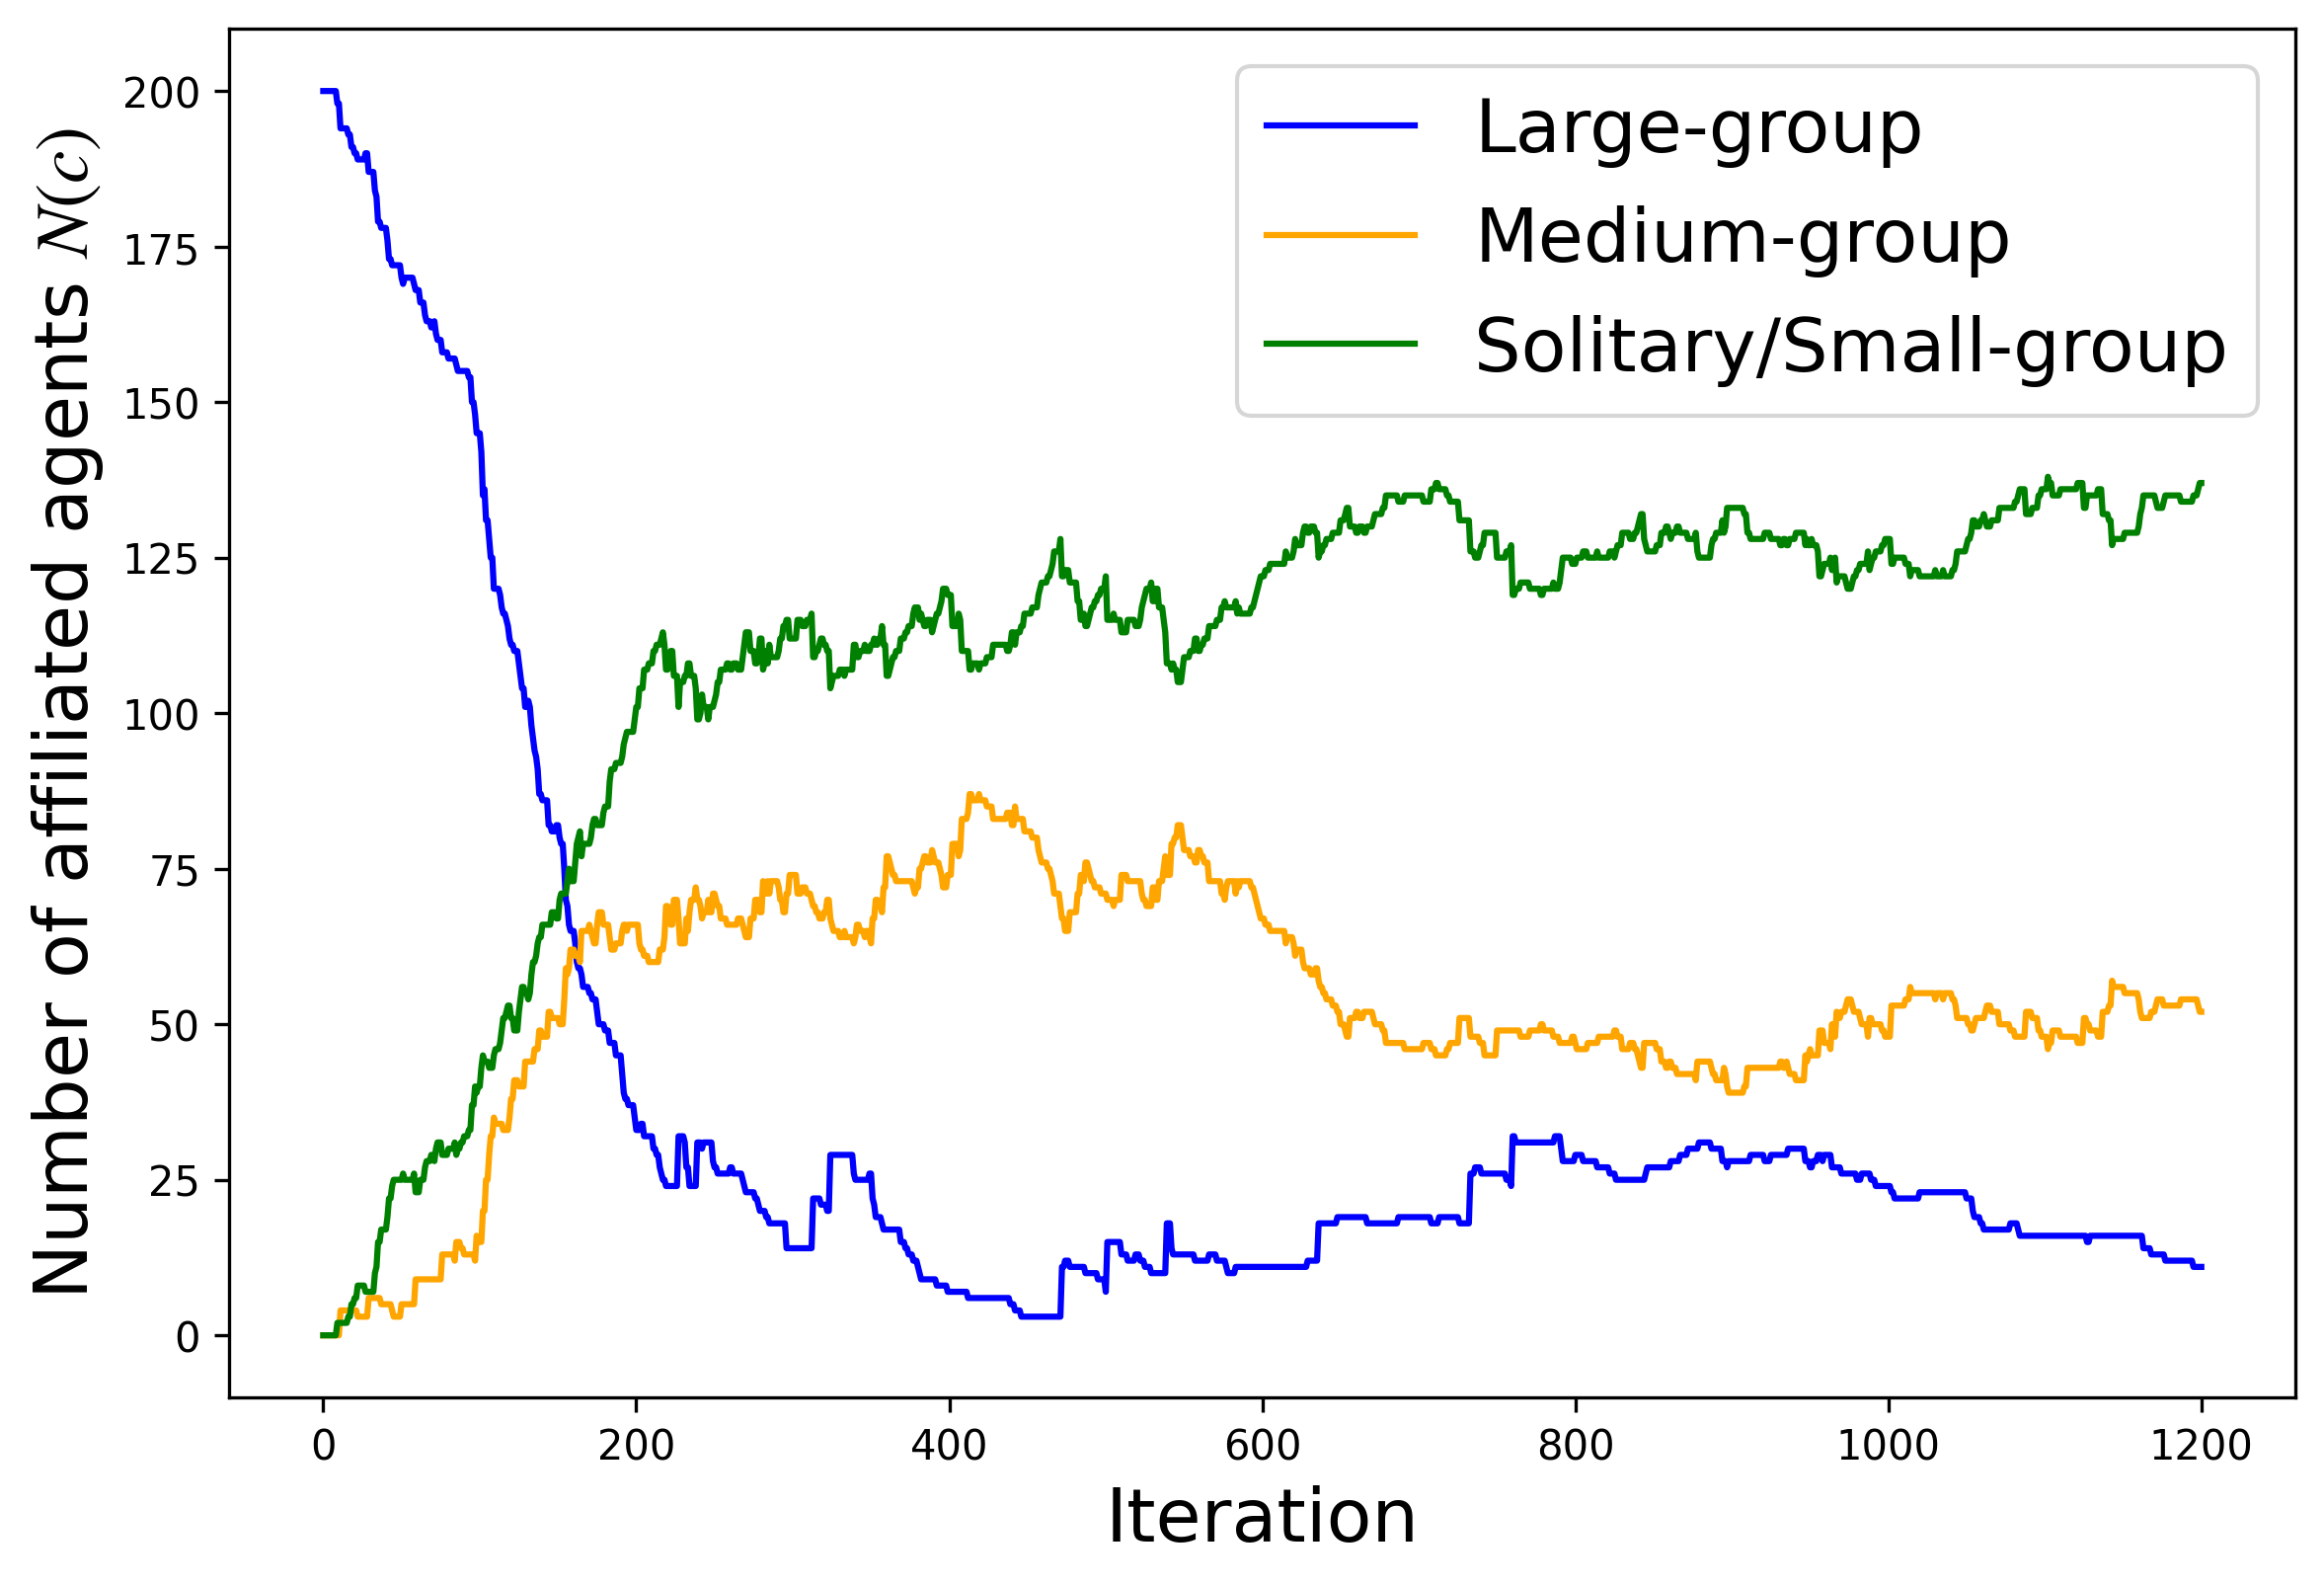 Number of affiliated agents N(c)
200
175
150
125
100
75
50
25
0
Large-group
Medium-group
Solitary/Small-group
0 200 400 600 800 1000 1200
Iteration